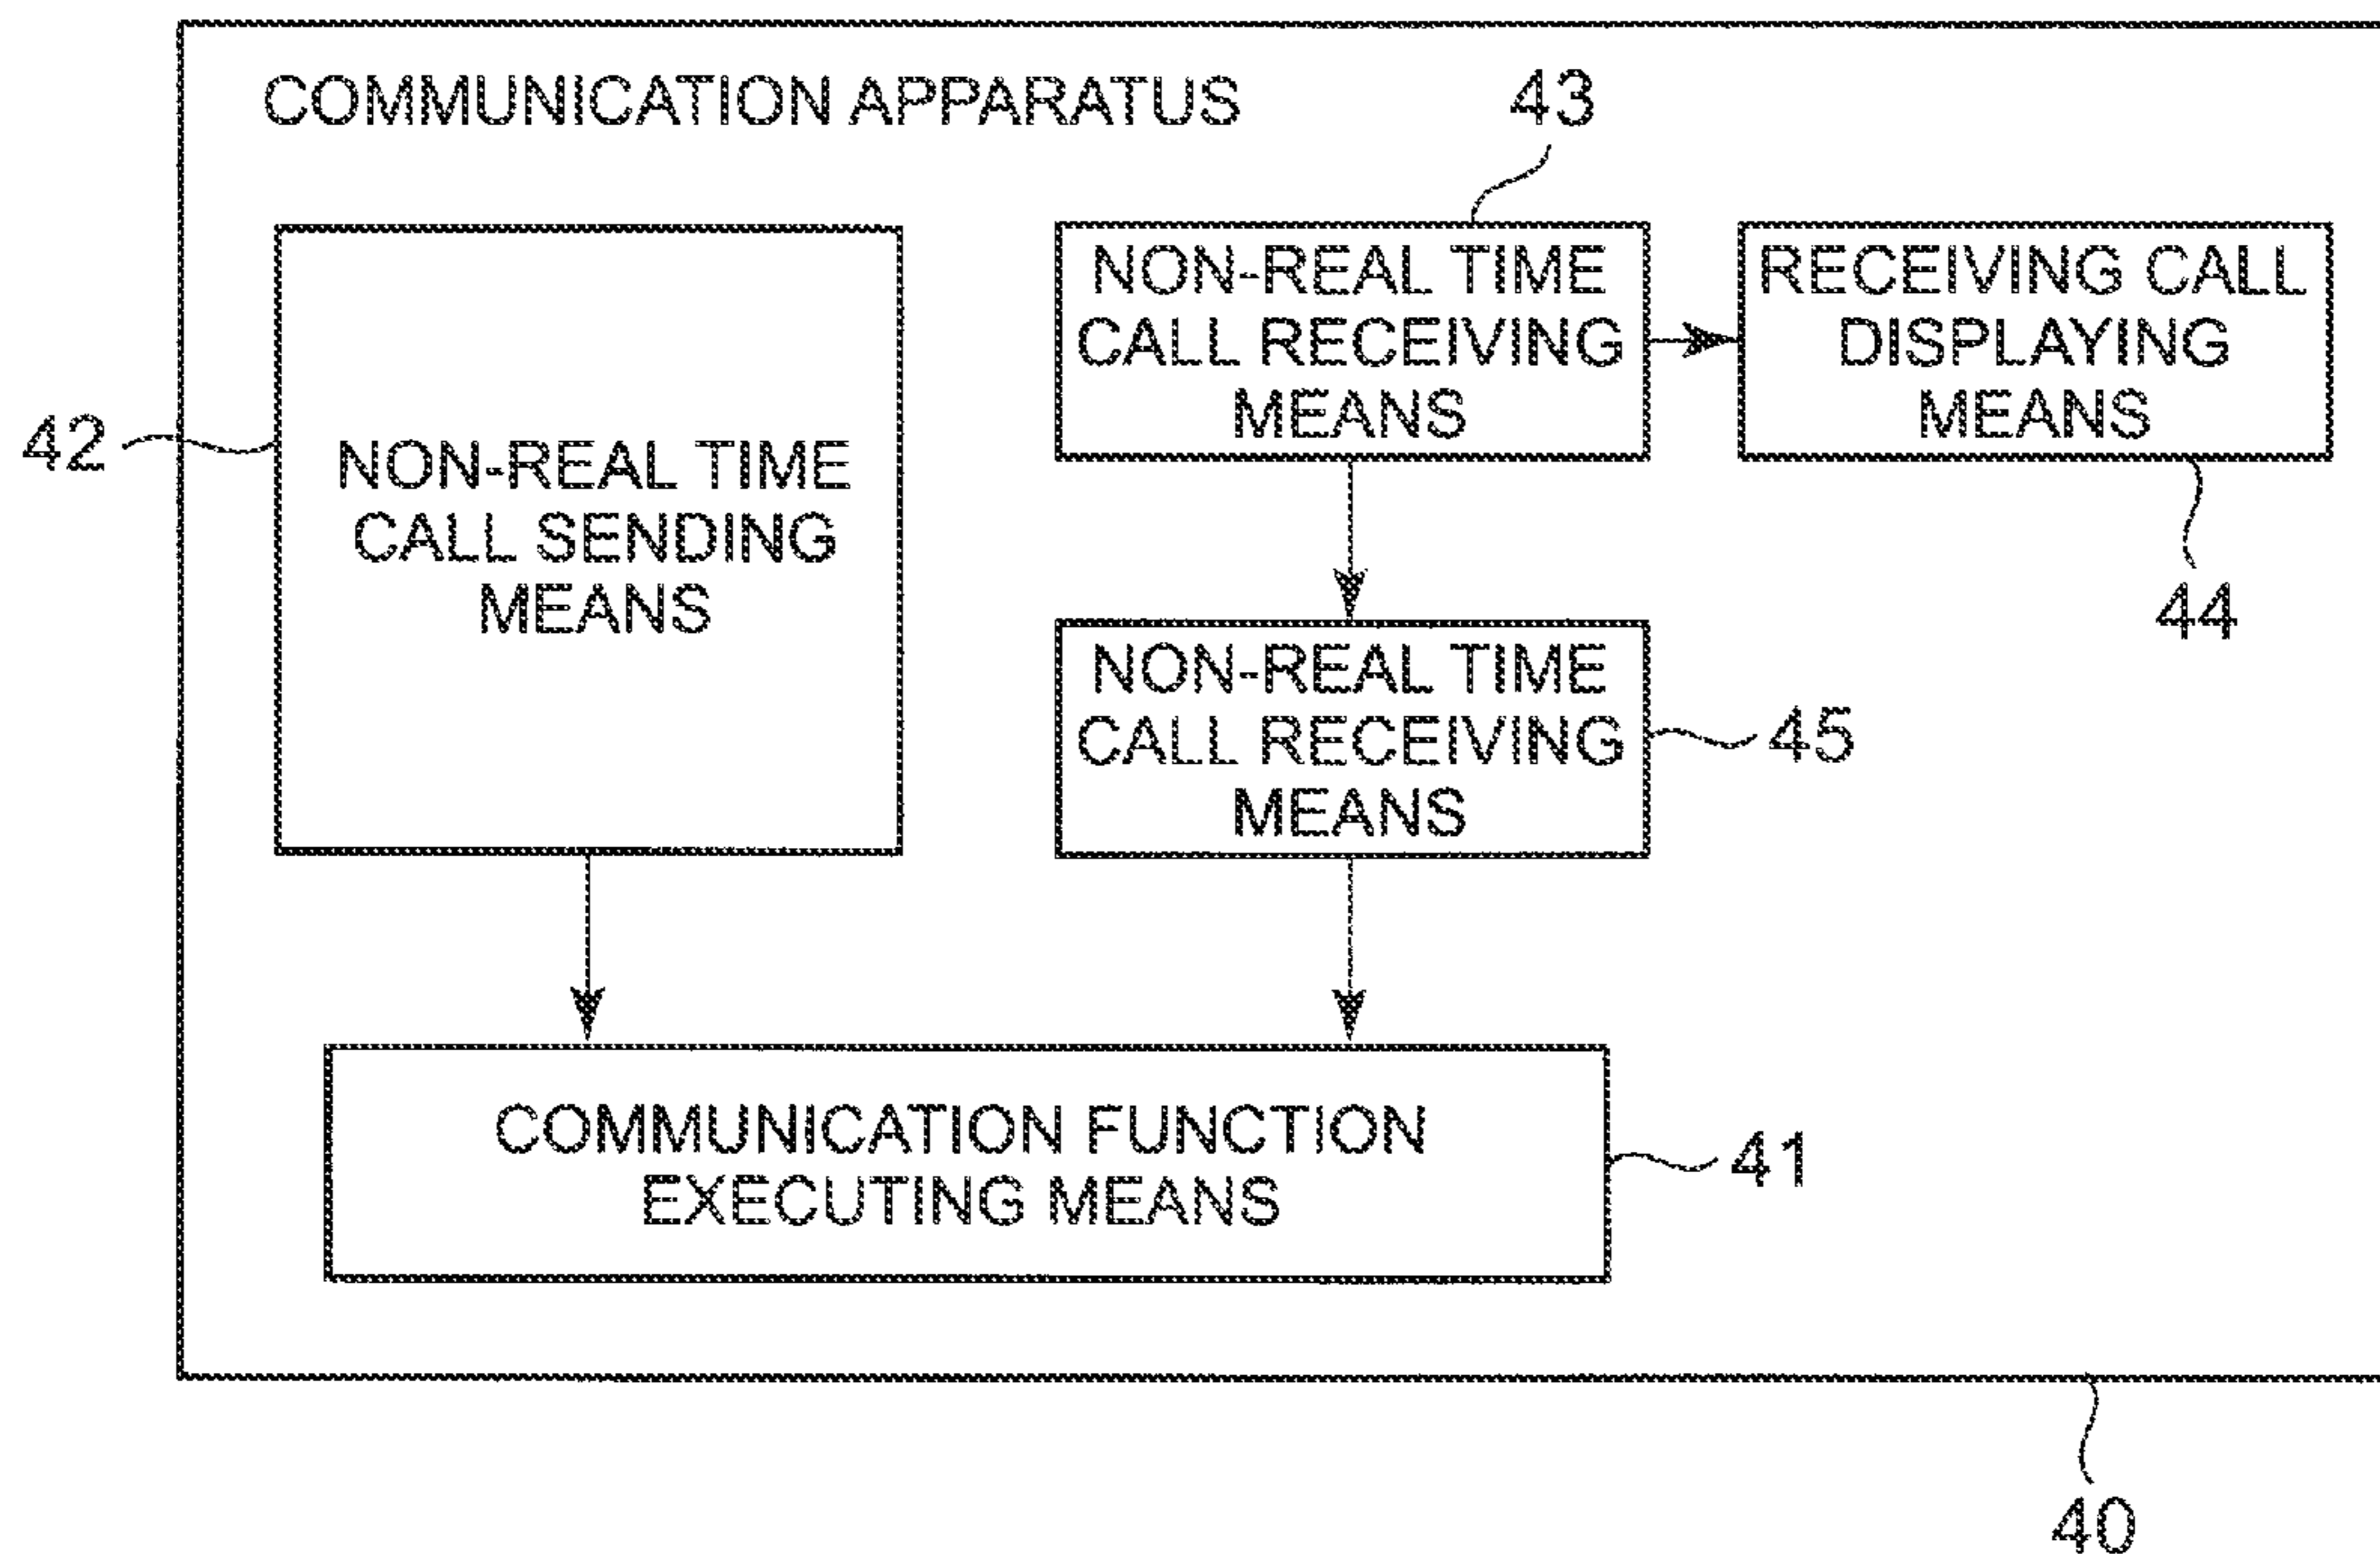 COMMUNICATION APPARATUS
43
NON-REAL TIME
CALL RECEIVING
MEANS
RECEIVING CALL
DISPLAYING
MEANS
42
NON-REAL TIME
CALL SENDING
MEANS
44
NON-REAL TIME
CALL RECEIVING
MEANS
45
COMMUNICATION FUNCTION
EXECUTING MEANS
41
40